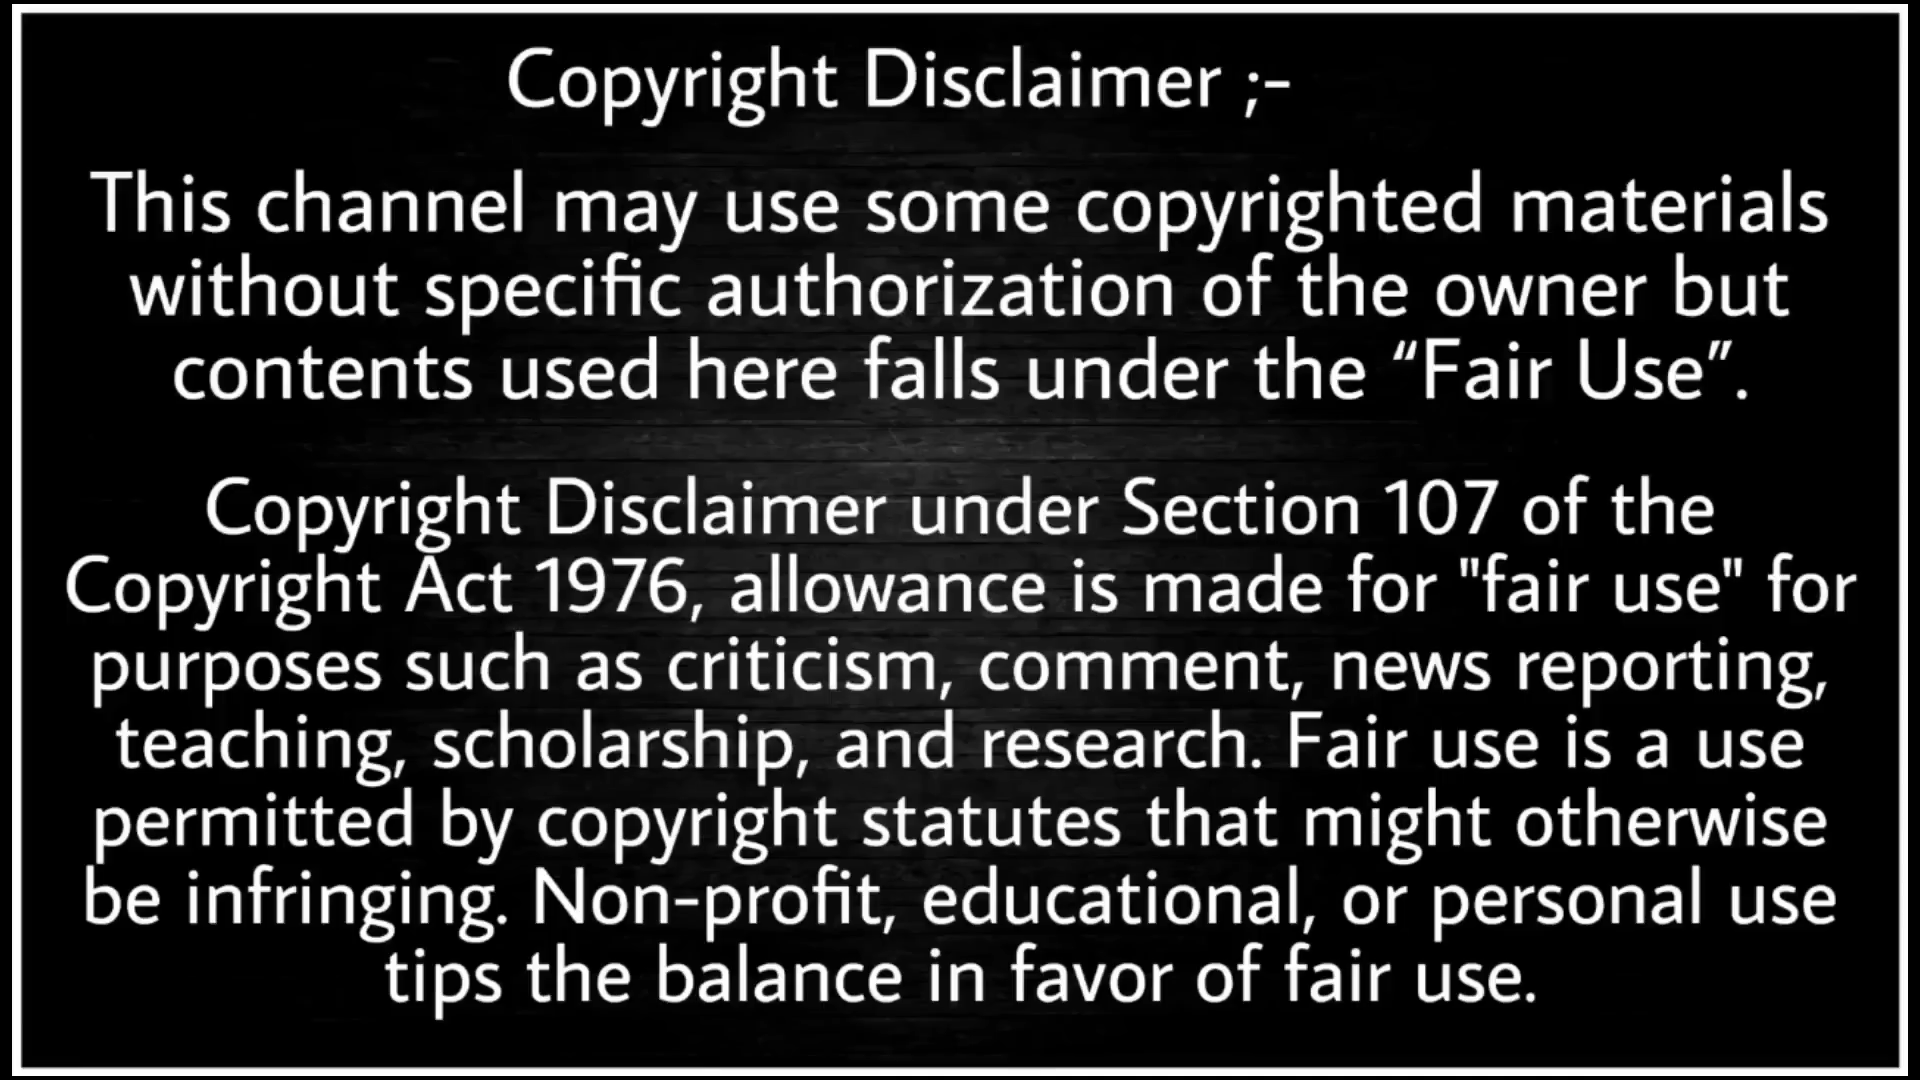 Copyright Disclaimer ;-
This channel may use some copyrighted materials
without specific authorization of the owner but
contents used here falls under the “Fair Use”.
Copyright Disclaimer under Section 107 of the
Copyright Act 1976, allowance is made for "fair use" for
purposes such as criticism, comment, news reporting,
teaching, scholarship, and research. Fair use is a use
permitted by copyright statutes that might otherwise
be infringing. Non-profit, educational, or personal use
tips the balance in favor of fair use.